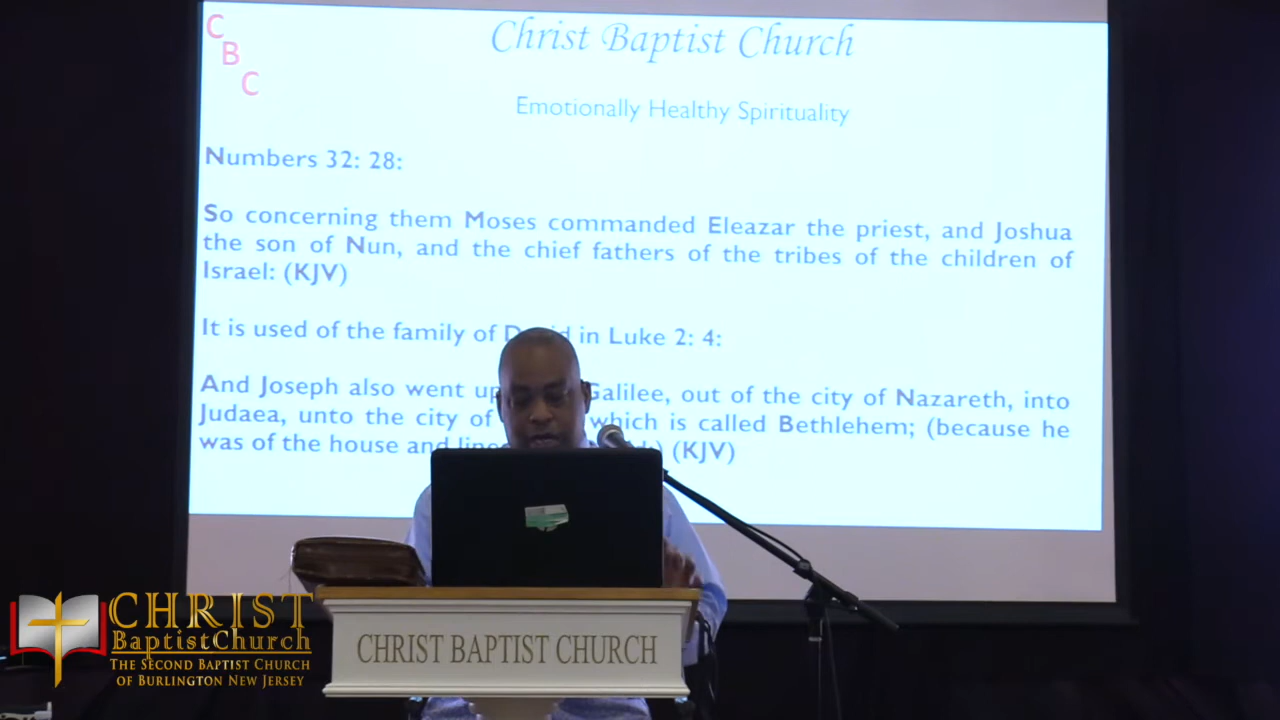 C
B
C
Christ Baptist Church
Emotionally Healthy Spirituality
Numbers 32: 28:
So concerning them Moses commanded Eleazar the priest, and Joshua
the son of Nun, and the chief fathers of the tribes of the children of
Israel: (KJV)
It is used of the family of in Luke 2: 4:
And Joseph also went up Galilee, out of the city of Nazareth, into
Judaea, unto the city of which is called Bethlehem; (because he
was of the house and (KJV)
CHRIST BAPTIST CHURCH
CHRIST
Baptist Church
THE SECOND BAPTIST CHURCH
OF BURLINGTON NEW JERSEY